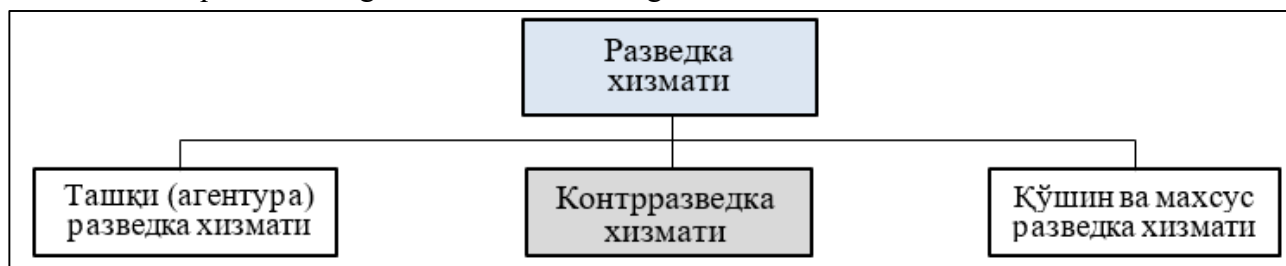 Разведка
хизмати
Ташқи (агентура)
разведка хизмати
Контрразведка
хизмати
Қўшин ва махсус
разведка хизмати